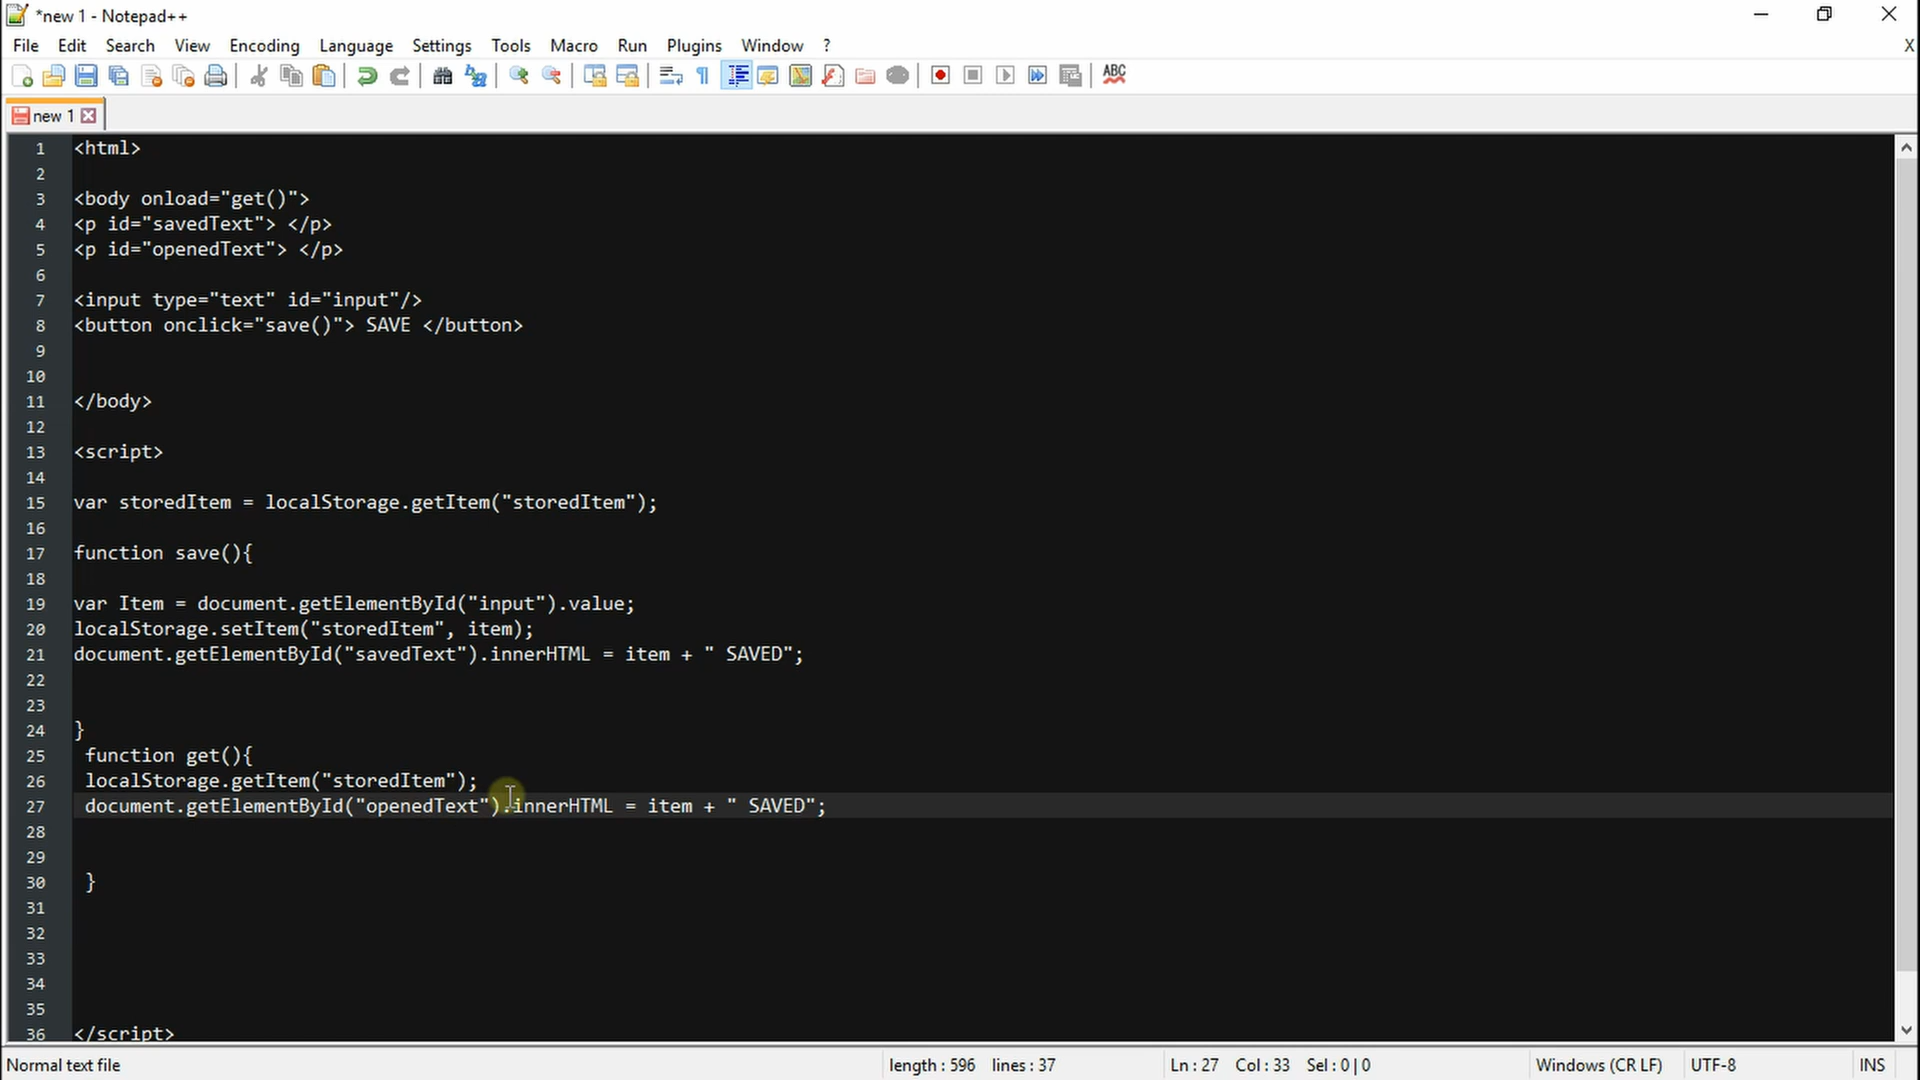 *new 1 - Notepad++
File Edit Search View Encoding Language Settings Tools Macro Run Plugins Window ? X
ABC
new 1
1 <html>
2
3 <body onload="get()">
4 <p id="savedText"> </p>
5 <p id="openedText"> </p>
6
7 <input type="text" id="input"/>
8 <button onclick="save()"> SAVE </button>
9
10
11 </body>
12
13 <script>
14
15 var storedItem = localStorage.getItem("storedItem");
16
17 function save(){
18
19 var Item = document.getElementById("input").value;
20 localStorage.setItem("storedItem", item);
21 document.getElementById("savedText").innerHTML = item + " SAVED";
22
23
24 }
25 function get(){
26 localStorage.getItem("storedItem");
27 document.getElementById("openedText").innerHTML = item + " SAVED";
28
29
30 }
31
32
33
34
35
36 </script>
Normal text file length : 596 lines : 37 Ln : 27 Col : 33 Sel : 0 | 0 Windows (CR LF) UTF-8 INS